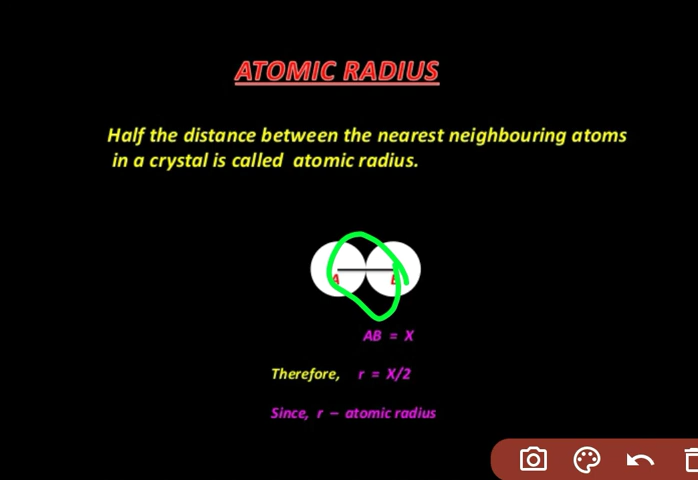 ATOMIC RADIUS
Half the distance between the nearest neighbouring atoms
in a crystal is called atomic radius.
A
AB = X
Therefore, r = X/2
Since, r – atomic radius